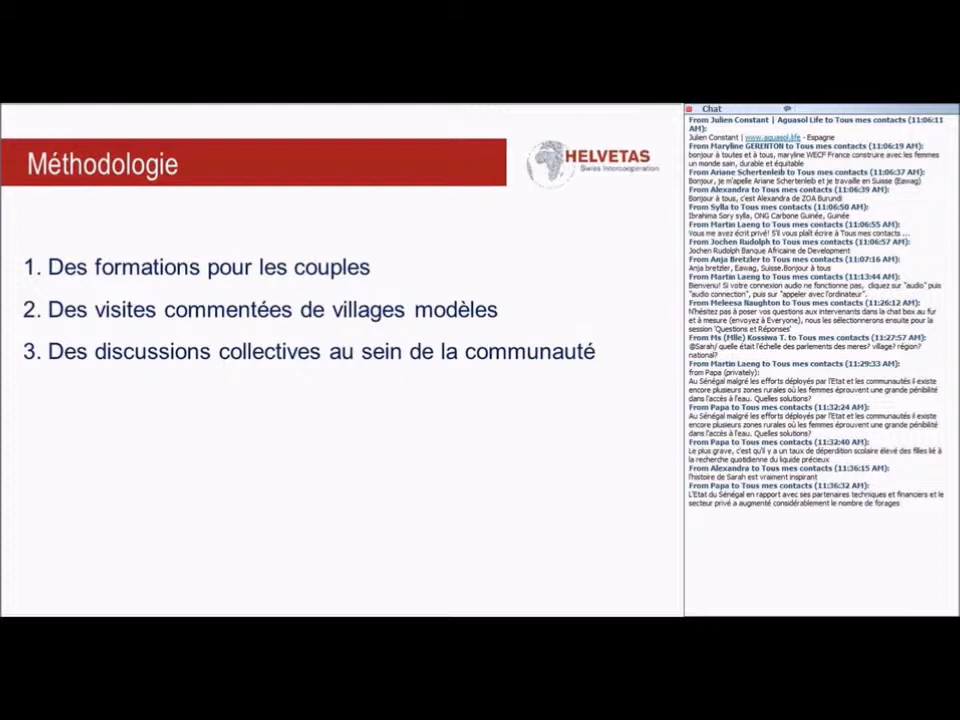 Méthodologie
HELVETAS
Swiss Intercooperation
1. Des formations pour les couples
2. Des visites commentées de villages modèles
3. Des discussions collectives au sein de la communauté
Chat
From Julien Constant | Aguasol Life to Tous mes contacts (11:06:11
AM):
Julien Constant | www.aguasol.life - Espagne
From Maryline GERENTON to Tous mes contacts (11:06:19 AM):
bonjour à toutes et à tous, maryline WECF France construire avec les femmes
un monde sain, durable et équitable
From Ariane Schertenleib to Tous mes contacts (11:06:37 AM):
Bonjour, je m'apelle Ariane Schertenleib et je travaille en Suisse (Eawag)
From Alexandra to Tous mes contacts (11:06:39 AM):
Bonjour à tous, c'est Alexandra de ZOA Burundi
From Sylla to Tous mes contacts (11:06:50 AM):
Ibrahima Sory sylla, ONG Carbone Guinée, Guinée
From Martin Laeng to Tous mes contacts (11:06:55 AM):
Vous me avez écrit privé! S'il vous plaît écrire à Tous mes contacts ...
From Jochen Rudolph to Tous mes contacts (11:06:57 AM):
Jochen Rudolph Banque Africaine de Development
From Anja Bretzler to Tous mes contacts (11:07:16 AM):
Anja bretzler, Eawag, Suisse.Bonjour à tous
From Martin Laeng to Tous mes contacts (11:13:44 AM):
Bienvenu! Si votre connexion audio ne fonctionne pas, cliquez sur "audio" puis
"audio connection", puis sur "appeler avec l'ordinateur".
From Meleesa Naughton to Tous mes contacts (11:26:12 AM):
N'hésitez pas à poser vos questions aux intervenants dans la chat box au fur
et à mesure (envoyez à Everyone), nous les sélectionnerons ensuite pour la
session 'Questions et Réponses'
From Ms (Mlle) Kossiwa T. to Tous mes contacts (11:27:57 AM):
@Sarah/ quelle était l'échelle des parlements des meres? village? région?
national?
From Martin Laeng to Tous mes contacts (11:29:33 AM):
from Papa (privately):
Au Sénégal malgré les efforts déployés par l'Etat et les communautés il existe
encore plusieurs zones rurales où les femmes éprouvent une grande pénibilité
dans l'accès à l'eau. Quelles solutions?
From Papa to Tous mes contacts (11:32:24 AM):
Au Sénégal malgré les efforts déployés par l'Etat et les communautés il existe
encore plusieurs zones rurales où les femmes éprouvent une grande pénibilité
dans l'accès à l'eau. Quelles solutions?
From Papa to Tous mes contacts (11:32:40 AM):
Le plus grave, c'est qu'il y a un taux de déperdition scolaire élevé des filles lié à
la recherche quotidienne du liquide précieux
From Alexandra to Tous mes contacts (11:36:15 AM):
l'histoire de Sarah est vraiment inspirant
From Papa to Tous mes contacts (11:36:32 AM):
L'Etat du Sénégal en rapport avec ses partenaires techniques et financiers et le
secteur privé a augmenté considérablement le nombre de forages